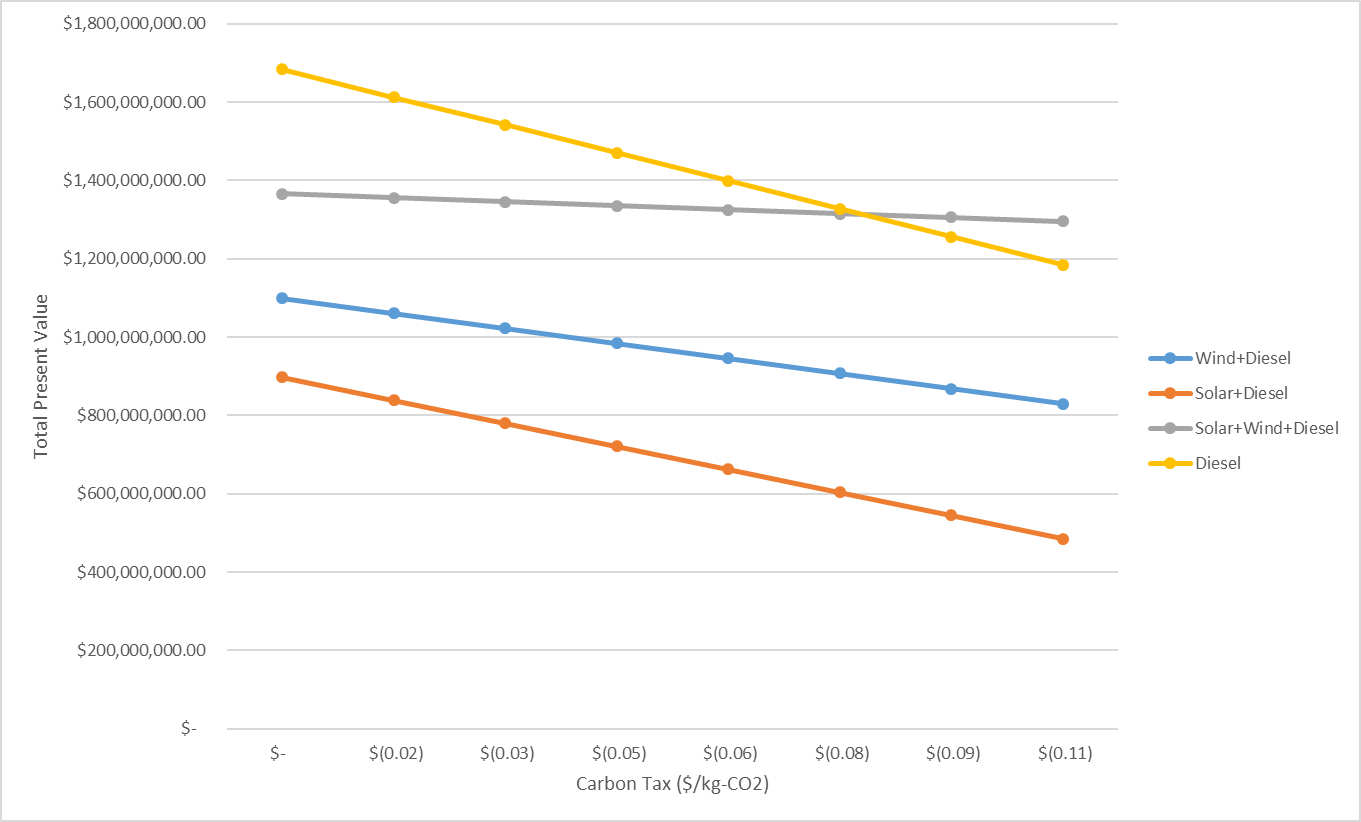 $1,800,000,000.00
$1,600,000,000.00
$1,400,000,000.00
$1,200,000,000.00
$1,000,000,000.00
$800,000,000.00
$600,000,000.00
$400,000,000.00
$200,000,000.00
$-
Total Present Value
$- $(0.02) $(0.03) $(0.05) $(0.06) $(0.08) $(0.09) $(0.11)
Carbon Tax ($/kg-CO2)
Wind+Diesel
Solar+Diesel
Solar+Wind+Diesel
Diesel